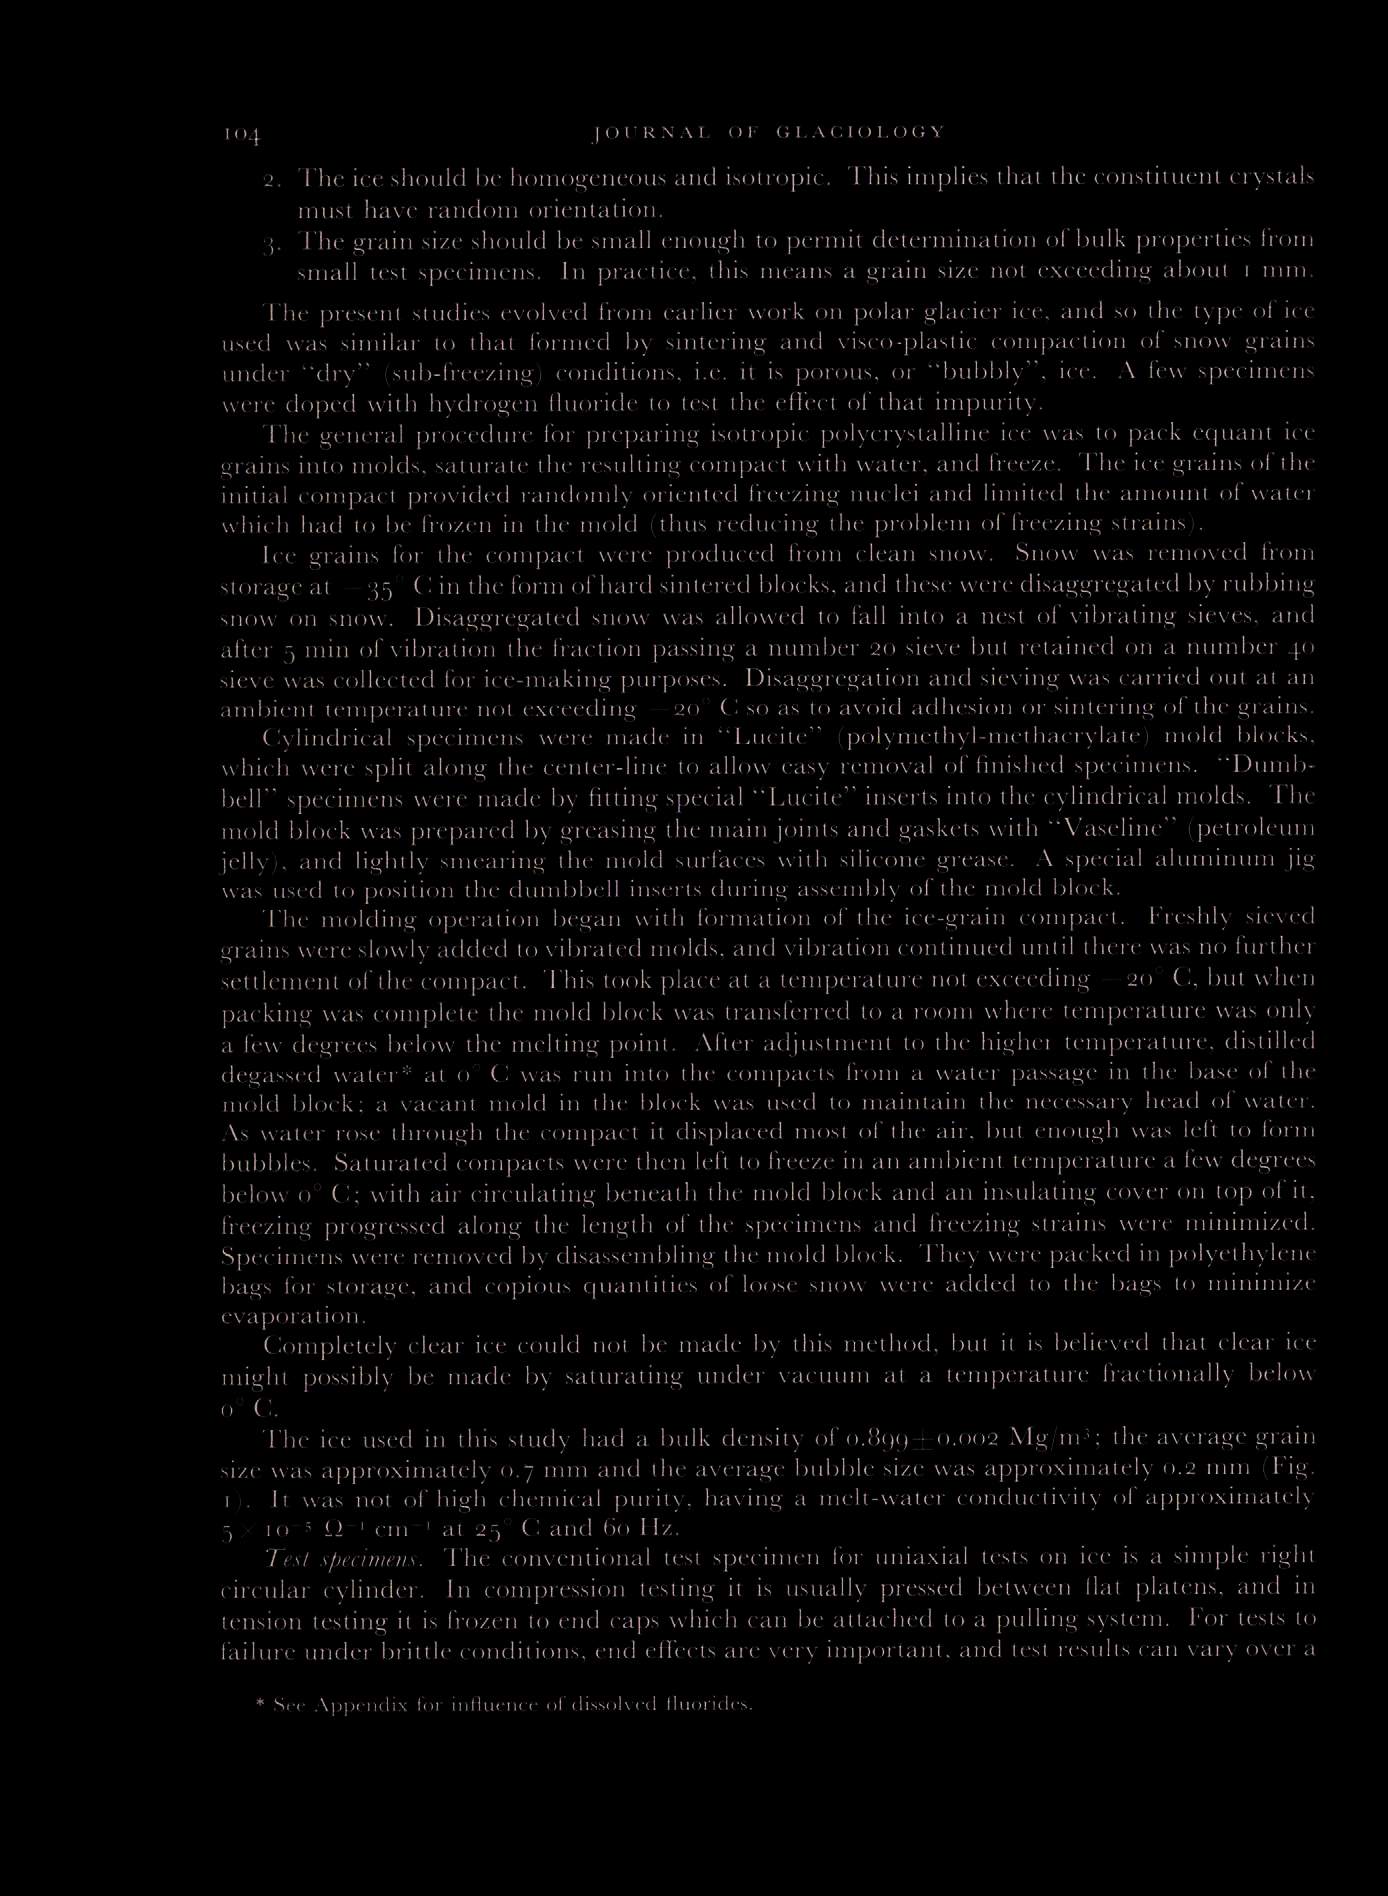 104
JOURNAL OF GLACIOLOGY
2. The ice should be homogeneous and isotropic. This implies that the constituent crystals
must have random orientation.
3. The grain size should be small enough to permit determination of bulk properties from
small test specimens. In practice, this means a grain size not exceeding about 1 mm.
The present studies evolved from earlier work on polar glacier ice, and so the type of ice
used was similar to that formed by sintering and visco-plastic compaction of snow grains
under “dry” (sub-freezing) conditions, i.e. it is porous, or “bubbly”, ice. A few specimens
were doped with hydrogen fluoride to test the effect of that impurity.
The general procedure for preparing isotropic polycrystalline ice was to pack equant ice
grains into molds, saturate the resulting compact with water, and freeze. The ice grains of the
initial compact provided randomly oriented freezing nuclei and limited the amount of water
which had to be frozen in the mold (thus reducing the problem of freezing strains).
Ice grains for the compact were produced from clean snow. Snow was removed from
storage at —35° C in the form of hard sintered blocks, and these were disaggregated by rubbing
snow on snow. Disaggregated snow was allowed to fall into a nest of vibrating sieves, and
after 5 min of vibration the fraction passing a number 20 sieve but retained on a number 40
sieve was collected for ice-making purposes. Disaggregation and sieving was carried out at an
ambient temperature not exceeding —20° C so as to avoid adhesion or sintering of the grains.
Cylindrical specimens were made in “Lucite” (polymethyl-methacrylate) mold blocks,
which were split along the center-line to allow easy removal of finished specimens. “Dumb-
bell” specimens were made by fitting special “Lucite” inserts into the cylindrical molds. The
mold block was prepared by greasing the main joints and gaskets with “Vaseline” (petroleum
jelly), and lightly smearing the mold surfaces with silicone grease. A special aluminum jig
was used to position the dumbbell inserts during assembly of the mold block.
The molding operation began with formation of the ice-grain compact. Freshly sieved
grains were slowly added to vibrated molds, and vibration continued until there was no further
settlement of the compact. This took place at a temperature not exceeding —20° C, but when
packing was complete the mold block was transferred to a room where temperature was only
a few degrees below the melting point. After adjustment to the higher temperature, distilled
degassed water* at 0° C was run into the compacts from a water passage in the base of the
mold block; a vacant mold in the block was used to maintain the necessary head of water.
As water rose through the compact it displaced most of the air, but enough was left to form
bubbles. Saturated compacts were then left to freeze in an ambient temperature a few degrees
below 0° C; with air circulating beneath the mold block and an insulating cover on top of it,
freezing progressed along the length of the specimens and freezing strains were minimized.
Specimens were removed by disassembling the mold block. They were packed in polyethylene
bags for storage, and copious quantities of loose snow were added to the bags to minimize
evaporation.
Completely clear ice could not be made by this method, but it is believed that clear ice
might possibly be made by saturating under vacuum at a temperature fractionally below
0° C.
The ice used in this study had a bulk density of 0.899±0.002 Mg/m³; the average grain
size was approximately 0.7 mm and the average bubble size was approximately 0.2 mm (Fig.
1). It was not of high chemical purity, having a melt-water conductivity of approximately
5×10⁻⁵ Ω⁻¹ cm⁻¹ at 25° C and 60 Hz.
Test specimens. The conventional test specimen for uniaxial tests on ice is a simple right
circular cylinder. In compression testing it is usually pressed between flat platens, and in
tension testing it is frozen to end caps which can be attached to a pulling system. For tests to
failure under brittle conditions, end effects are very important, and test results can vary over a
* See Appendix for influence of dissolved fluorides.